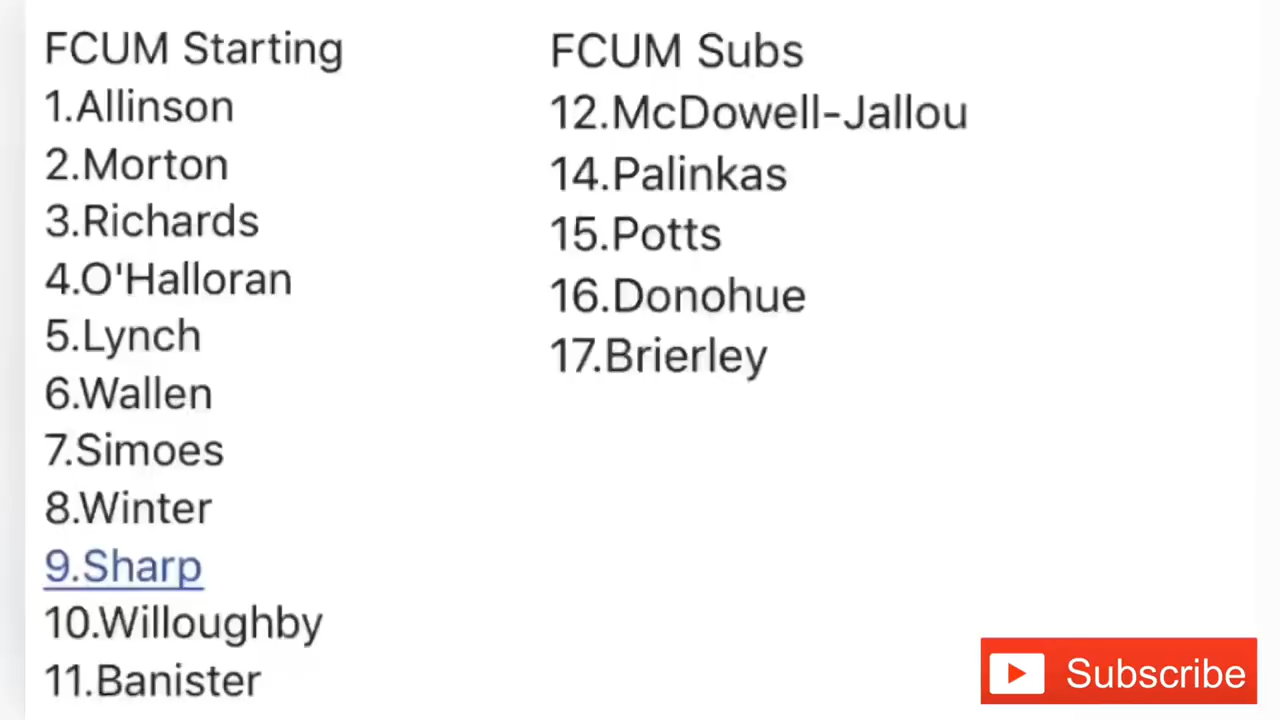 FCUM Starting
1.Allinson
2.Morton
3.Richards
4.O'Halloran
5.Lynch
6.Wallen
7.Simoes
8.Winter
9.Sharp
10.Willoughby
11.Banister
FCUM Subs
12.McDowell-Jallou
14.Palinkas
15.Potts
16.Donohue
17.Brierley
Subscribe